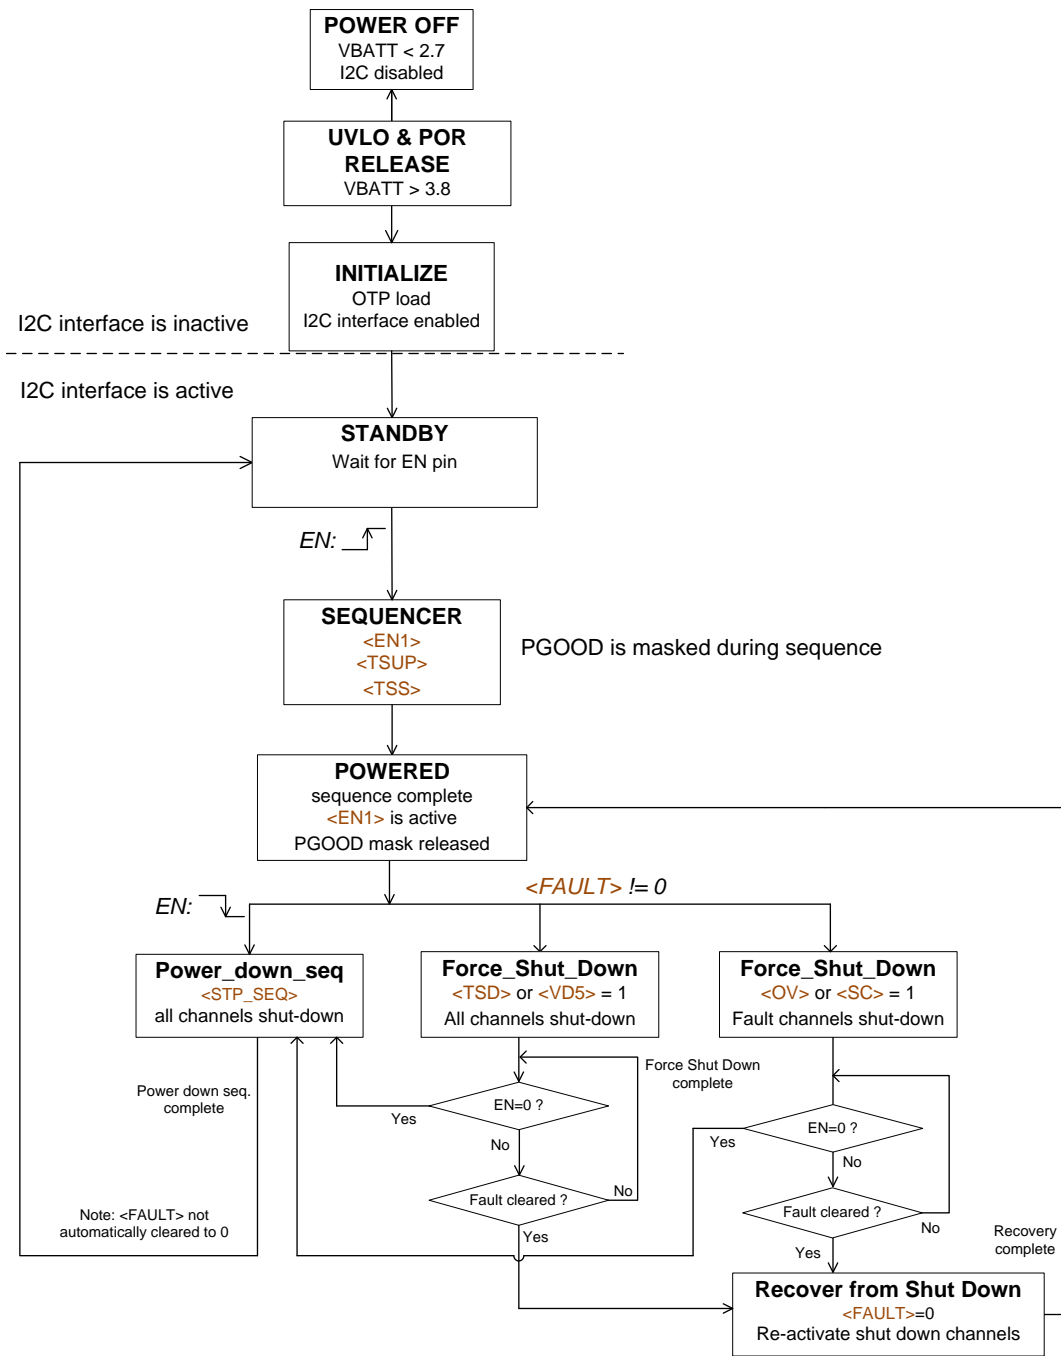 POWER OFF
VBATT < 2.7
I2C disabled
UVLO & POR
RELEASE
VBATT > 3.8
INITIALIZE
OTP load
I2C interface enabled
I2C interface is inactive
I2C interface is active
STANDBY
Wait for EN pin
EN:
SEQUENCER
<EN1>
<TSUP>
<TSS>
PGOOD is masked during sequence
POWERED
sequence complete
<EN1> is active
PGOOD mask released
<FAULT> != 0
EN:
Power_down_seq
<STP_SEQ>
all channels shut-down
Force_Shut_Down
<TSD> or <VD5> = 1
All channels shut-down
Force_Shut_Down
<OV> or <SC> = 1
Fault channels shut-down
Power down seq.
complete
Force Shut Down
complete
EN=0 ?
Yes
No
EN=0 ?
Yes
No
Fault cleared ?
No
Yes
Fault cleared ?
No
Yes
Note: <FAULT> not
automatically cleared to 0
Recovery
complete
Recover from Shut Down
<FAULT>=0
Re-activate shut down channels